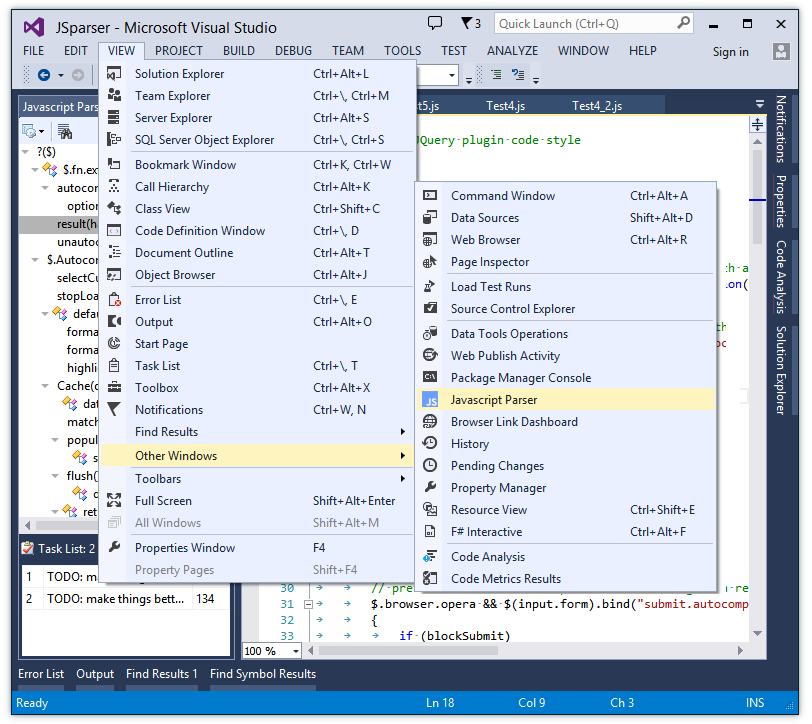 JSparser - Microsoft Visual Studio
3
Quick Launch (Ctrl+Q)
FILE EDIT VIEW PROJECT BUILD DEBUG TEAM TOOLS TEST ANALYZE WINDOW HELP
Sign in
Solution Explorer Ctrl+Alt+L
Team Explorer Ctrl+\, Ctrl+M
Server Explorer Ctrl+Alt+S
SQL Server Object Explorer Ctrl+\, Ctrl+S
Bookmark Window Ctrl+K, Ctrl+W
Call Hierarchy Ctrl+Alt+K
Class View Ctrl+Shift+C
Code Definition Window Ctrl+\, D
Document Outline Ctrl+Alt+T
Object Browser Ctrl+Alt+J
Error List Ctrl+\, E
Output Ctrl+Alt+O
Start Page
Task List Ctrl+\, T
Toolbox Ctrl+Alt+X
Notifications Ctrl+W, N
Find Results
Other Windows
Toolbars
Full Screen Shift+Alt+Enter
All Windows Shift+Alt+M
Properties Window F4
Property Pages Shift+F4
Command Window Ctrl+Alt+A
Data Sources Shift+Alt+D
Web Browser Ctrl+Alt+R
Page Inspector
Load Test Runs
Source Control Explorer
Data Tools Operations
Web Publish Activity
Package Manager Console
JS Javascript Parser
Browser Link Dashboard
History
Pending Changes
Property Manager
Resource View Ctrl+Shift+E
F# Interactive Ctrl+Alt+F
Code Analysis
Code Metrics Results
Javascript Pars
?($)
$.fn.ex
autocon
option
result(h
unauto
$.Autocon
selectCu
stopLoa
defau
forma
forma
highli
Cache(o
dat
match
popul
s
flush(
ret
t5.js Test4.js Test4_2.js
JQuery plugin code style
Notifications
Properties
Code Analysis
Solution Explorer
Task List: 2
1 TODO: m
2 TODO: make things bett... 134
30 // pre
31 $.browser.opera && $(input.form).bind("submit.autocomp
32 {
33 if (blockSubmit)
100 %
Error List Output Find Results 1 Find Symbol Results
Ready Ln 18 Col 9 Ch 3 INS